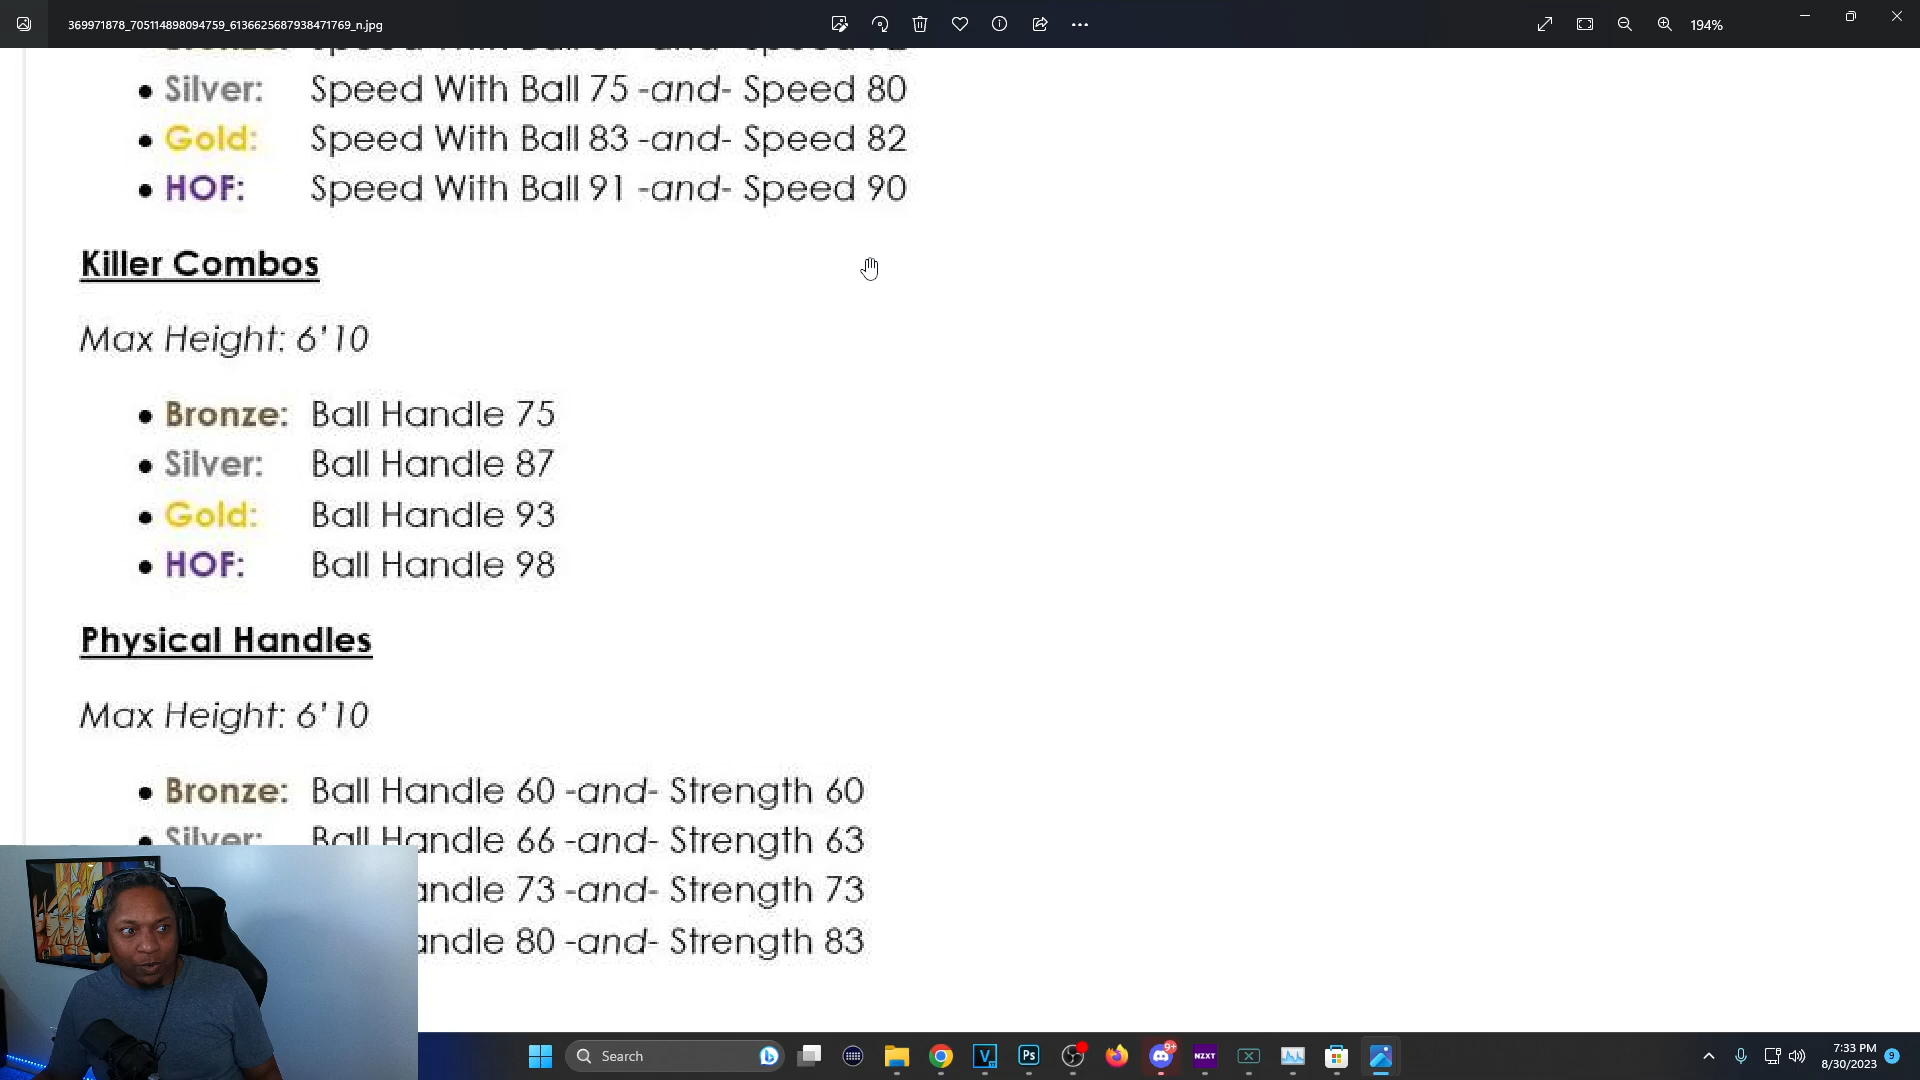 369971878_705114898094759_6136625687938471769_n.jpg
194%
Silver: Speed With Ball 75 -and- Speed 80
Gold: Speed With Ball 83 -and- Speed 82
HOF: Speed With Ball 91 -and- Speed 90
Killer Combos
Max Height: 6'10
Bronze: Ball Handle 75
Silver: Ball Handle 87
Gold: Ball Handle 93
HOF: Ball Handle 98
Physical Handles
Max Height: 6'10
Bronze: Ball Handle 60 -and- Strength 60
Silver: Ball Handle 66 -and- Strength 63
andle 73 -and- Strength 73
andle 80 -and- Strength 83
Search
V
Ps
9+
NZXT
7:33 PM
8/30/2023
9